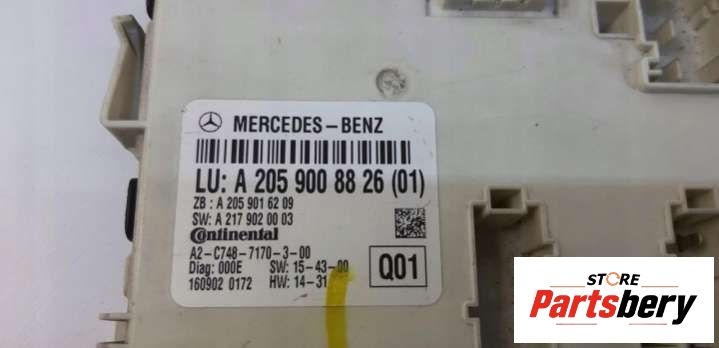 MERCEDES-BENZ
LU: A 205 900 88 26 (01)
ZB : A 205 901 62 09
SW: A 217 902 00 03
Continental
A2-C748-7170-3-00
Diag: 000E SW: 15-43-00
160902 0172 HW: 14-31
Q01
STORE
Partsbery